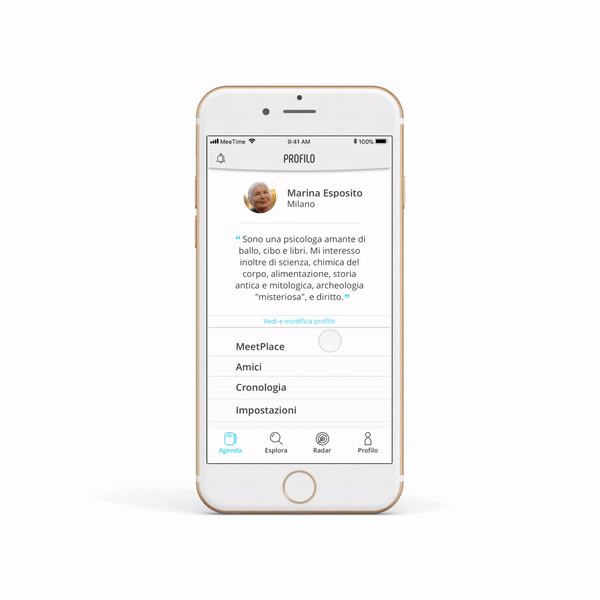 MeeTime 9:41 AM 100%
PROFILO
Marina Esposito
Milano
“ Sono una psicologa amante di
ballo, cibo e libri. Mi interesso
inoltre di scienza, chimica del
corpo, alimentazione, storia
antica e mitologica, archeologia
"misteriosa", e diritto.”
Vedi e modifica profilo
MeetPlace
Amici
Cronologia
Impostazioni
Agenda Esplora Radar Profilo